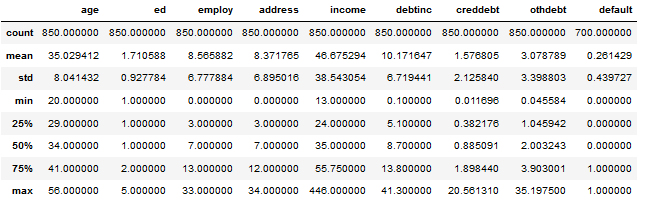 age ed employ address income debtinc creddebt othdebt default
count 850.000000 850.000000 850.000000 850.000000 850.000000 850.000000 850.000000 850.000000 700.000000
mean 35.029412 1.710588 8.565882 8.371765 46.675294 10.171647 1.576805 3.078789 0.261429
std 8.041432 0.927784 6.777884 6.895016 38.543054 6.719441 2.125840 3.398803 0.439727
min 20.000000 1.000000 0.000000 0.000000 13.000000 0.100000 0.011696 0.045584 0.000000
25% 29.000000 1.000000 3.000000 3.000000 24.000000 5.100000 0.382176 1.045942 0.000000
50% 34.000000 1.000000 7.000000 7.000000 35.000000 8.700000 0.885091 2.003243 0.000000
75% 41.000000 2.000000 13.000000 12.000000 55.750000 13.800000 1.898440 3.903001 1.000000
max 56.000000 5.000000 33.000000 34.000000 446.000000 41.300000 20.561310 35.197500 1.000000